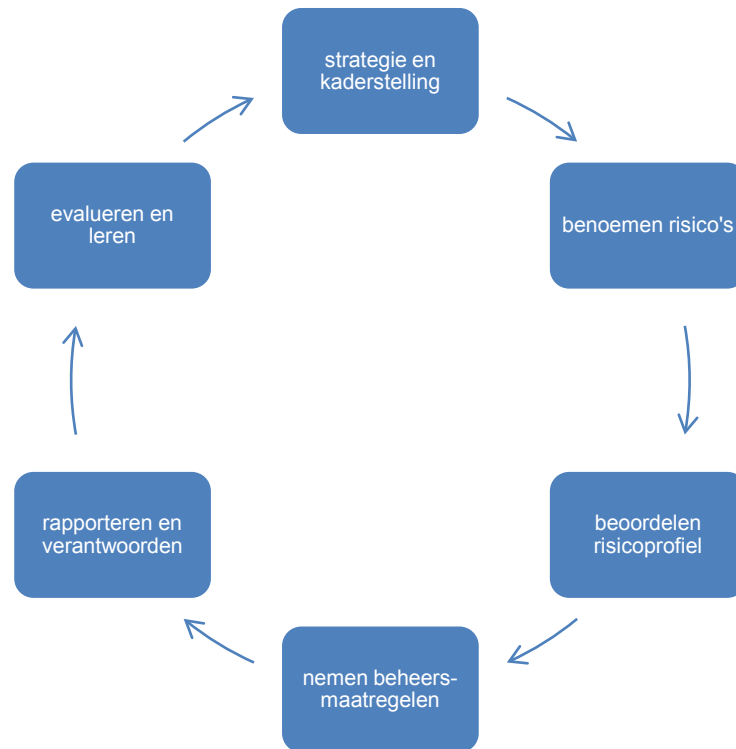 strategie en
kaderstelling
benoemen risico's
beoordelen
risicoprofiel
nemen beheers-
maatregelen
rapporteren en
verantwoorden
evalueren en
leren